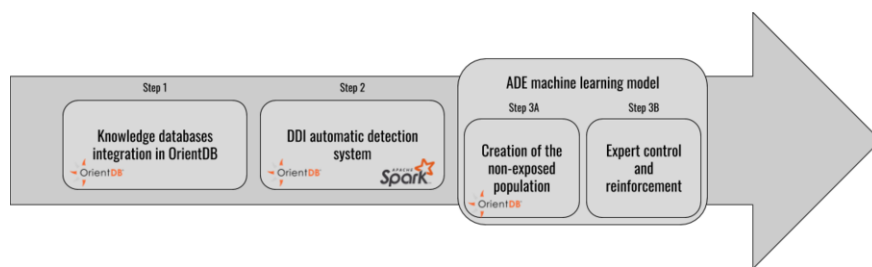 Step 1
Knowledge databases
integration in OrientDB
OrientDB
Step 2
DDI automatic detection
system
OrientDB
APACHE
Spark
ADE machine learning model
Step 3A
Creation of the
non-exposed
population
OrientDB
Step 3B
Expert control
and
reinforcement